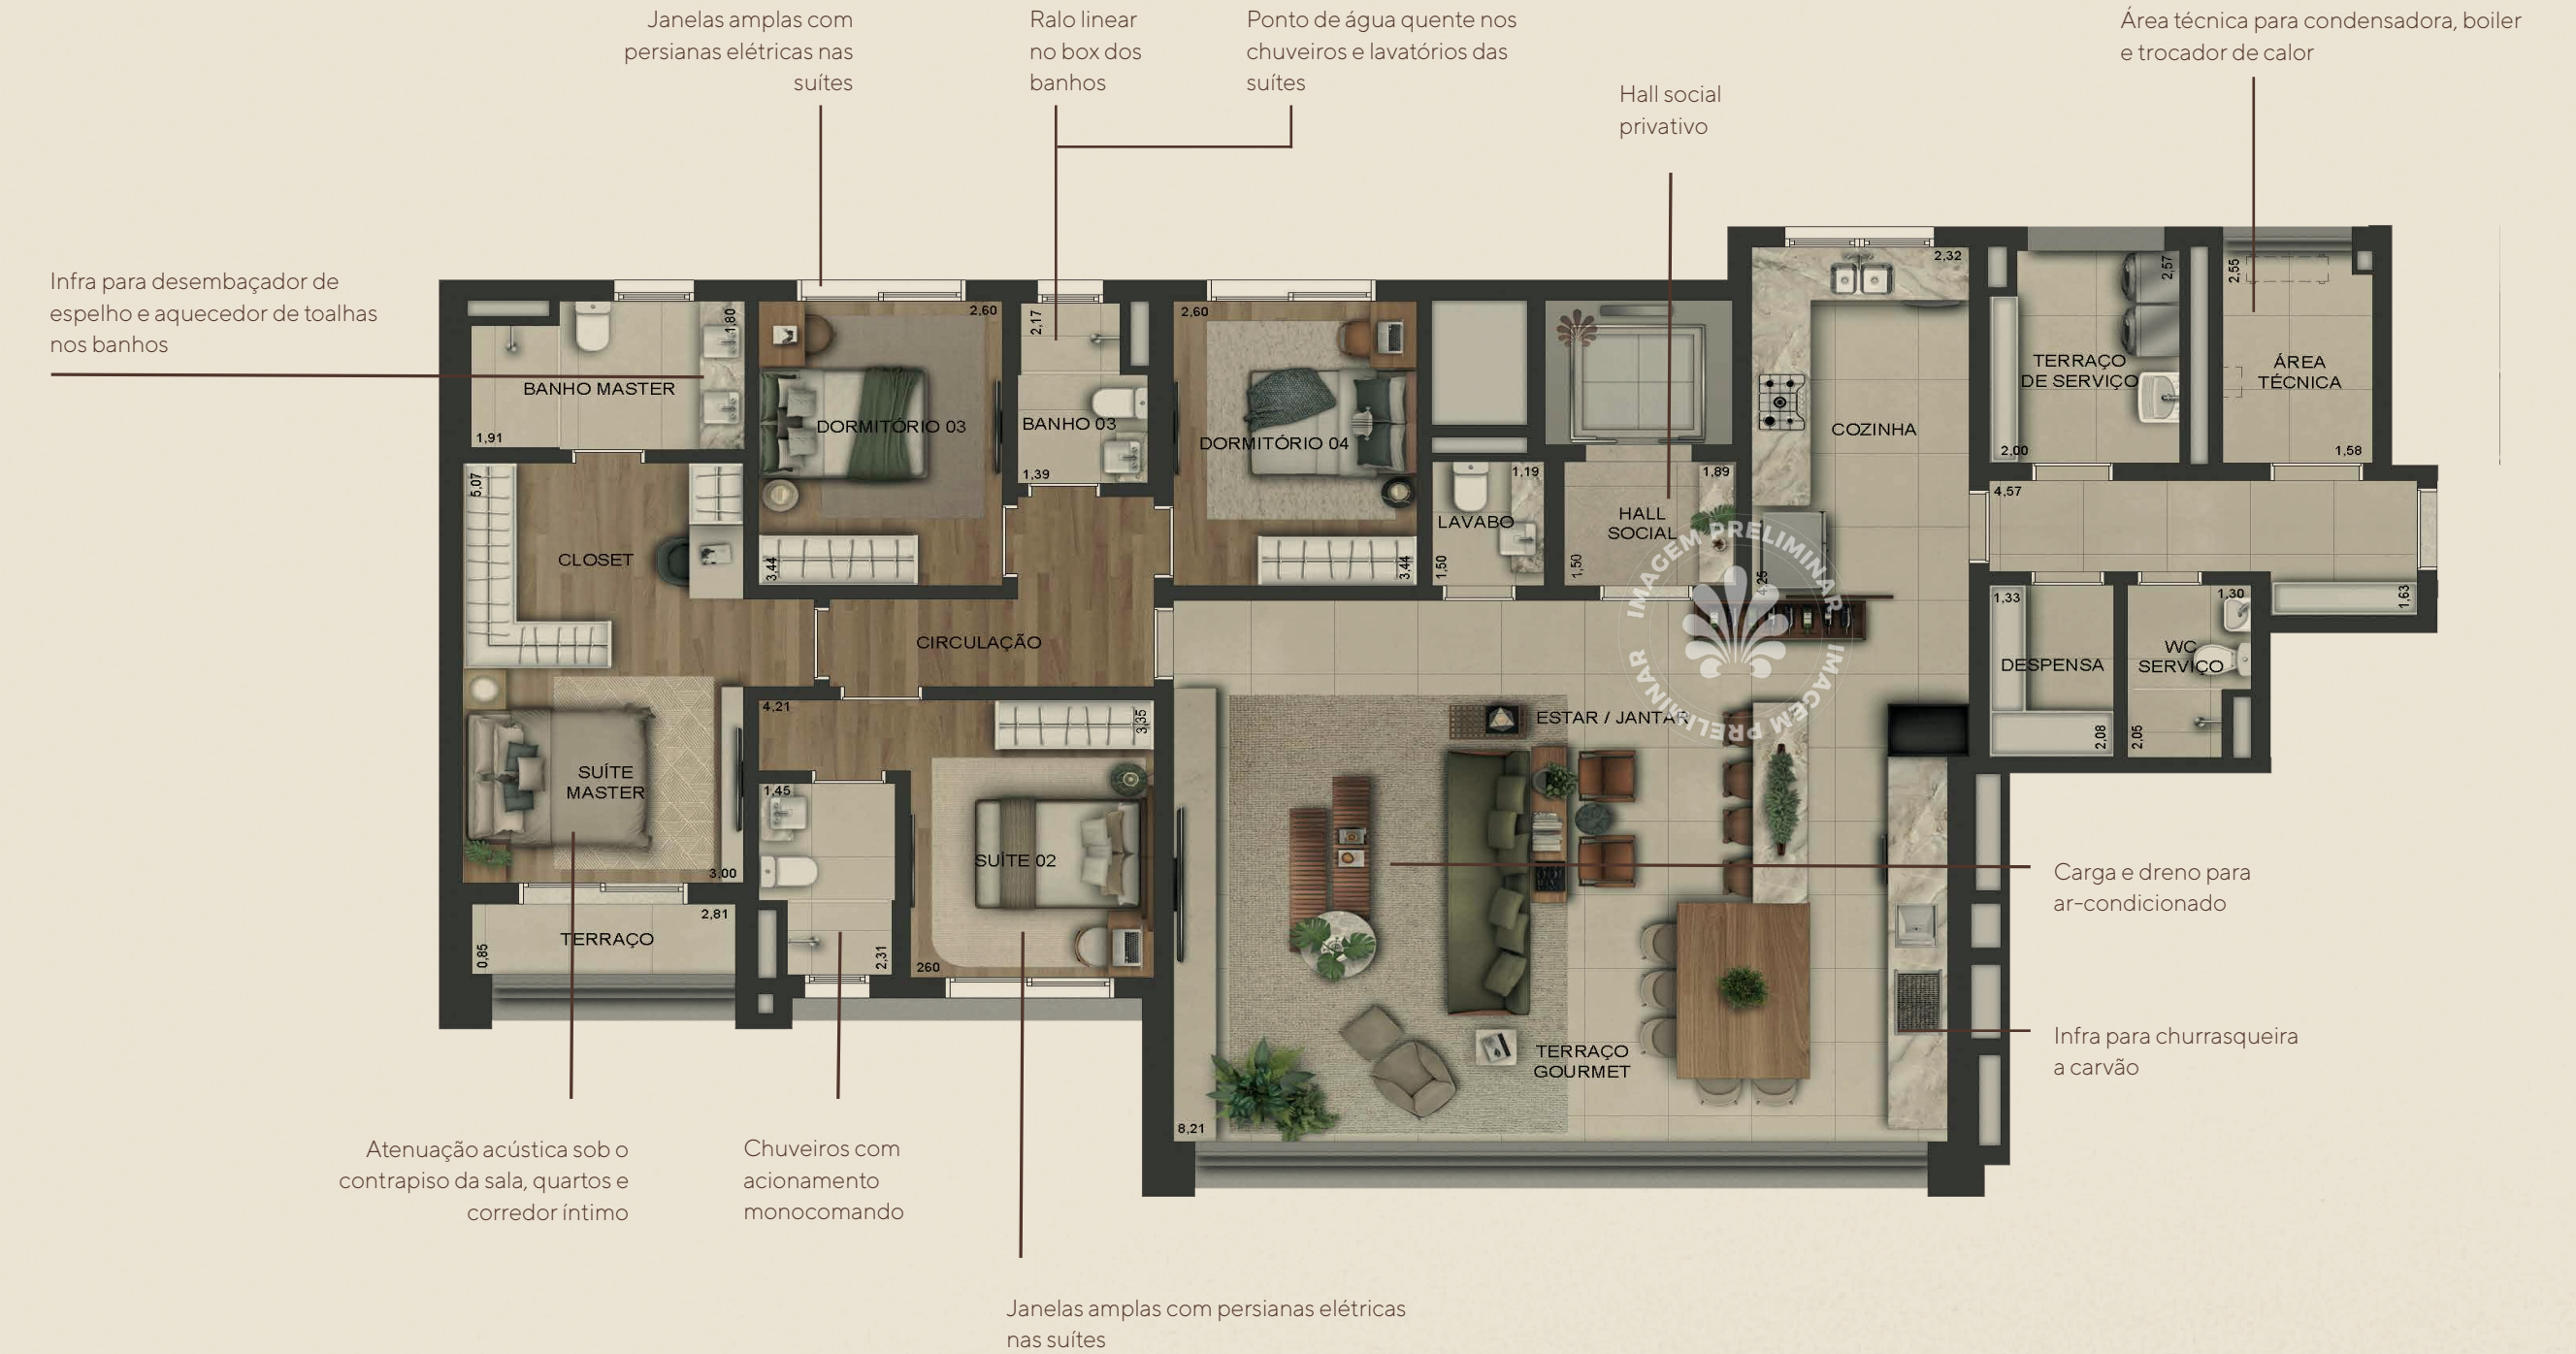 Janelas amplas com
persianas elétricas nas
suítes
Ralo linear
no box dos
banhos
Ponto de água quente nos
chuveiros e lavatórios das
suítes
Hall social
privativo
Área técnica para condensadora, boiler
e trocador de calor
Infra para desembaçador de
espelho e aquecedor de toalhas
nos banhos
BANHO MASTER
1,80
1,91
DORMITÓRIO 03
2,60
3,44
BANHO 03
2,17
1,39
DORMITÓRIO 04
2,60
3,44
LAVABO
1,19
1,50
HALL
SOCIAL
1,89
1,50
COZINHA
2,32
4,25
TERRAÇO
DE SERVIÇO
2,57
2,00
ÁREA
TÉCNICA
2,55
1,58
4,57
1,63
CLOSET
5,07
CIRCULAÇÃO
DESPENSA
1,33
2,08
WC
SERVIÇO
1,30
2,05
SUÍTE
MASTER
3,00
TERRAÇO
2,81
0,85
4,21
3,35
1,45
2,31
SUÍTE 02
260
ESTAR / JANTAR
TERRAÇO
GOURMET
8,21
IMAGEM PRELIMINAR
IMAGEM PRELIMINAR
Carga e dreno para
ar-condicionado
Infra para churrasqueira
a carvão
Atenuação acústica sob o
contrapiso da sala, quartos e
corredor íntimo
Chuveiros com
acionamento
monocomando
Janelas amplas com persianas elétricas
nas suítes